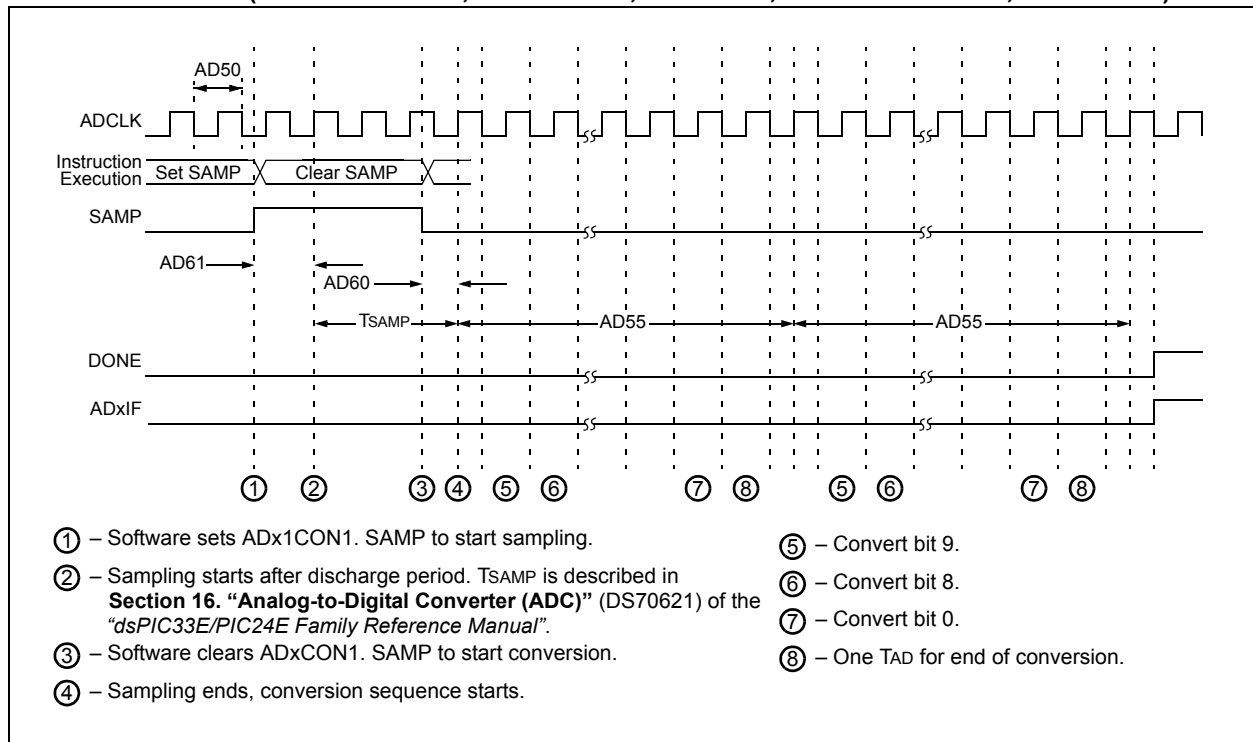 AD50
ADCLK
Instruction
Execution
Set SAMP
Clear SAMP
SAMP
AD61
AD60
TSAMP
AD55
AD55
DONE
ADxIF
1 2 3 4 5 6 7 8 5 6 7 8
1 – Software sets ADx1CON1. SAMP to start sampling.
2 – Sampling starts after discharge period. TSAMP is described in
Section 16. “Analog-to-Digital Converter (ADC)” (DS70621) of the
“dsPIC33E/PIC24E Family Reference Manual”.
3 – Software clears ADxCON1. SAMP to start conversion.
4 – Sampling ends, conversion sequence starts.
5 – Convert bit 9.
6 – Convert bit 8.
7 – Convert bit 0.
8 – One TAD for end of conversion.